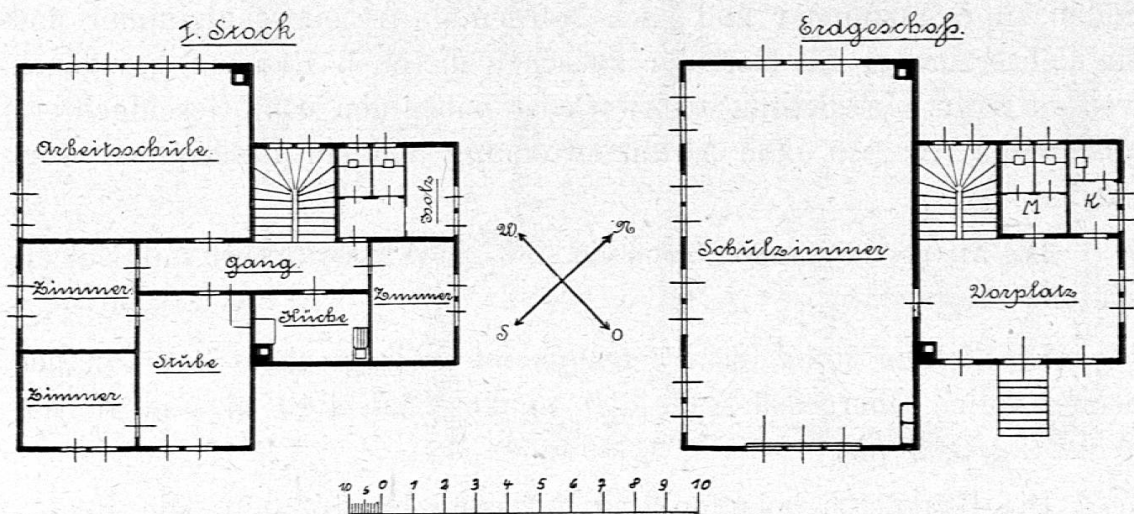 I. Stock
Arbeitsschule.
Holz
Gang.
Zimmer.
Zimmer
Küche
Stube
Zimmer
W.
N
S
O
Erdgeschoß.
Schulzimmer
M
K
Vorplatz
10 5 0 1 2 3 4 5 6 7 8 9 10